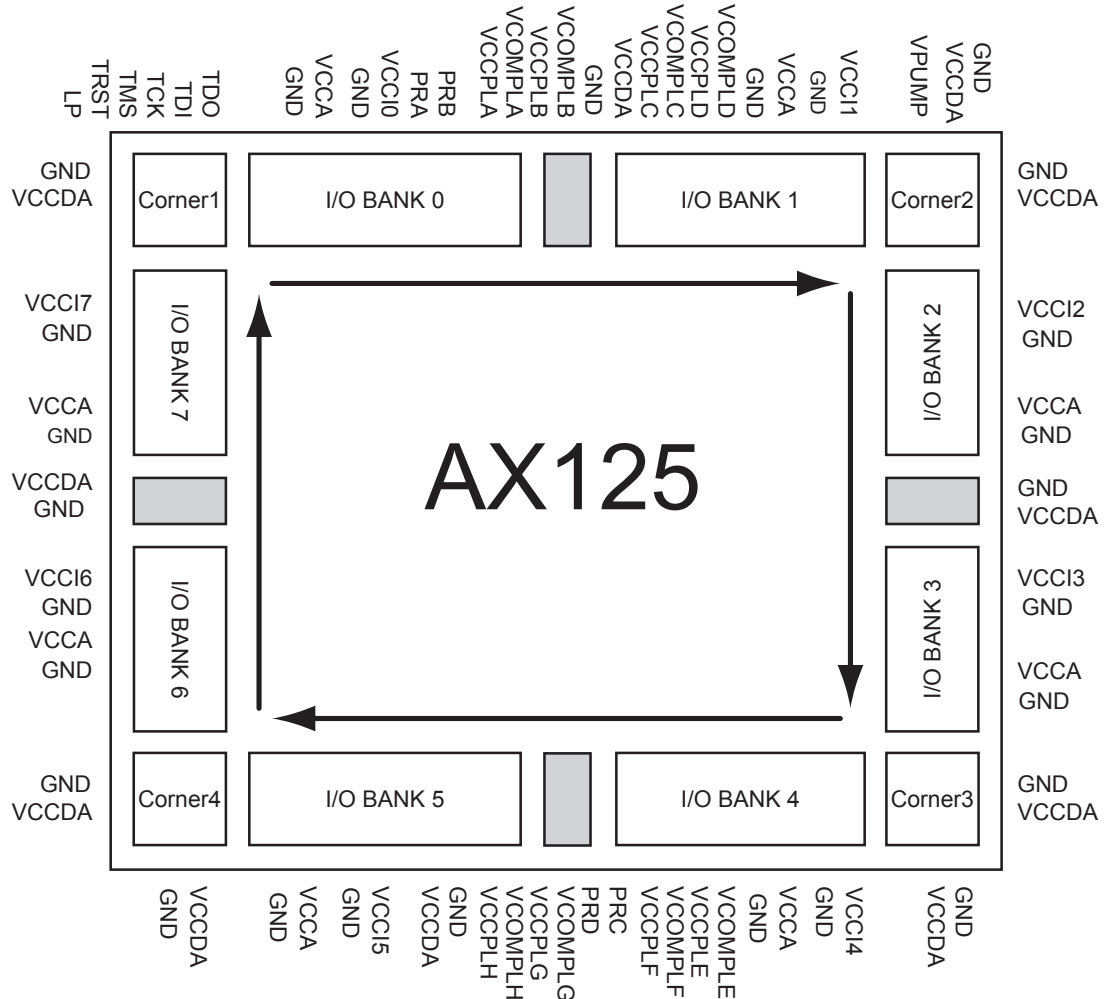 LP
TRST
TMS
TCK
TDI
TDO
GND
VCCA
GND
VCCI0
PRA
PRB
VCCPLA
VCOMPLA
VCCPLB
VCOMPLB
GND
VCCDA
VCCPLC
VCOMPLC
VCCPLD
VCOMPLD
GND
VCCA
GND
VCCI1
VPUMP
VCCDA
GND
GND
VCCDA
Corner1
I/O BANK 0
I/O BANK 1
Corner2
GND
VCCDA
VCCI7
GND
VCCA
GND
I/O BANK 7
I/O BANK 2
VCCI2
GND
VCCA
GND
AX125
VCCDA
GND
GND
VCCDA
VCCI6
GND
VCCA
GND
I/O BANK 6
I/O BANK 3
VCCI3
GND
VCCA
GND
GND
VCCDA
Corner4
I/O BANK 5
I/O BANK 4
Corner3
GND
VCCDA
GND
VCCDA
GND
VCCA
GND
VCCI5
VCCDA
GND
VCCPLH
VCOMPLH
VCCPLG
VCOMPLG
PRD
PRC
VCCPLF
VCOMPLF
VCCPLE
VCOMPLE
GND
VCCA
GND
VCCI4
VCCDA
GND